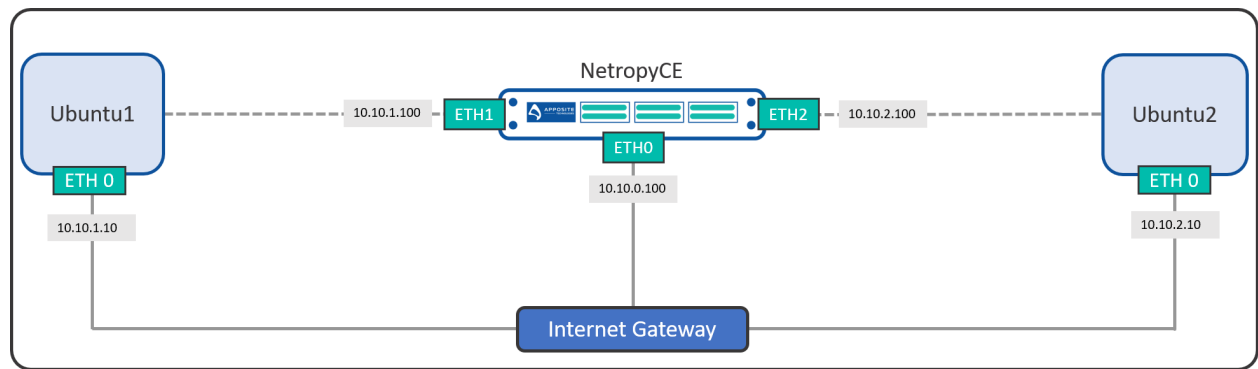 NetropyCE
Ubuntu1
10.10.1.100
ETH1
APPOSITE
ETH2
10.10.2.100
Ubuntu2
ETH0
ETH 0
10.10.0.100
ETH 0
10.10.1.10
10.10.2.10
Internet Gateway